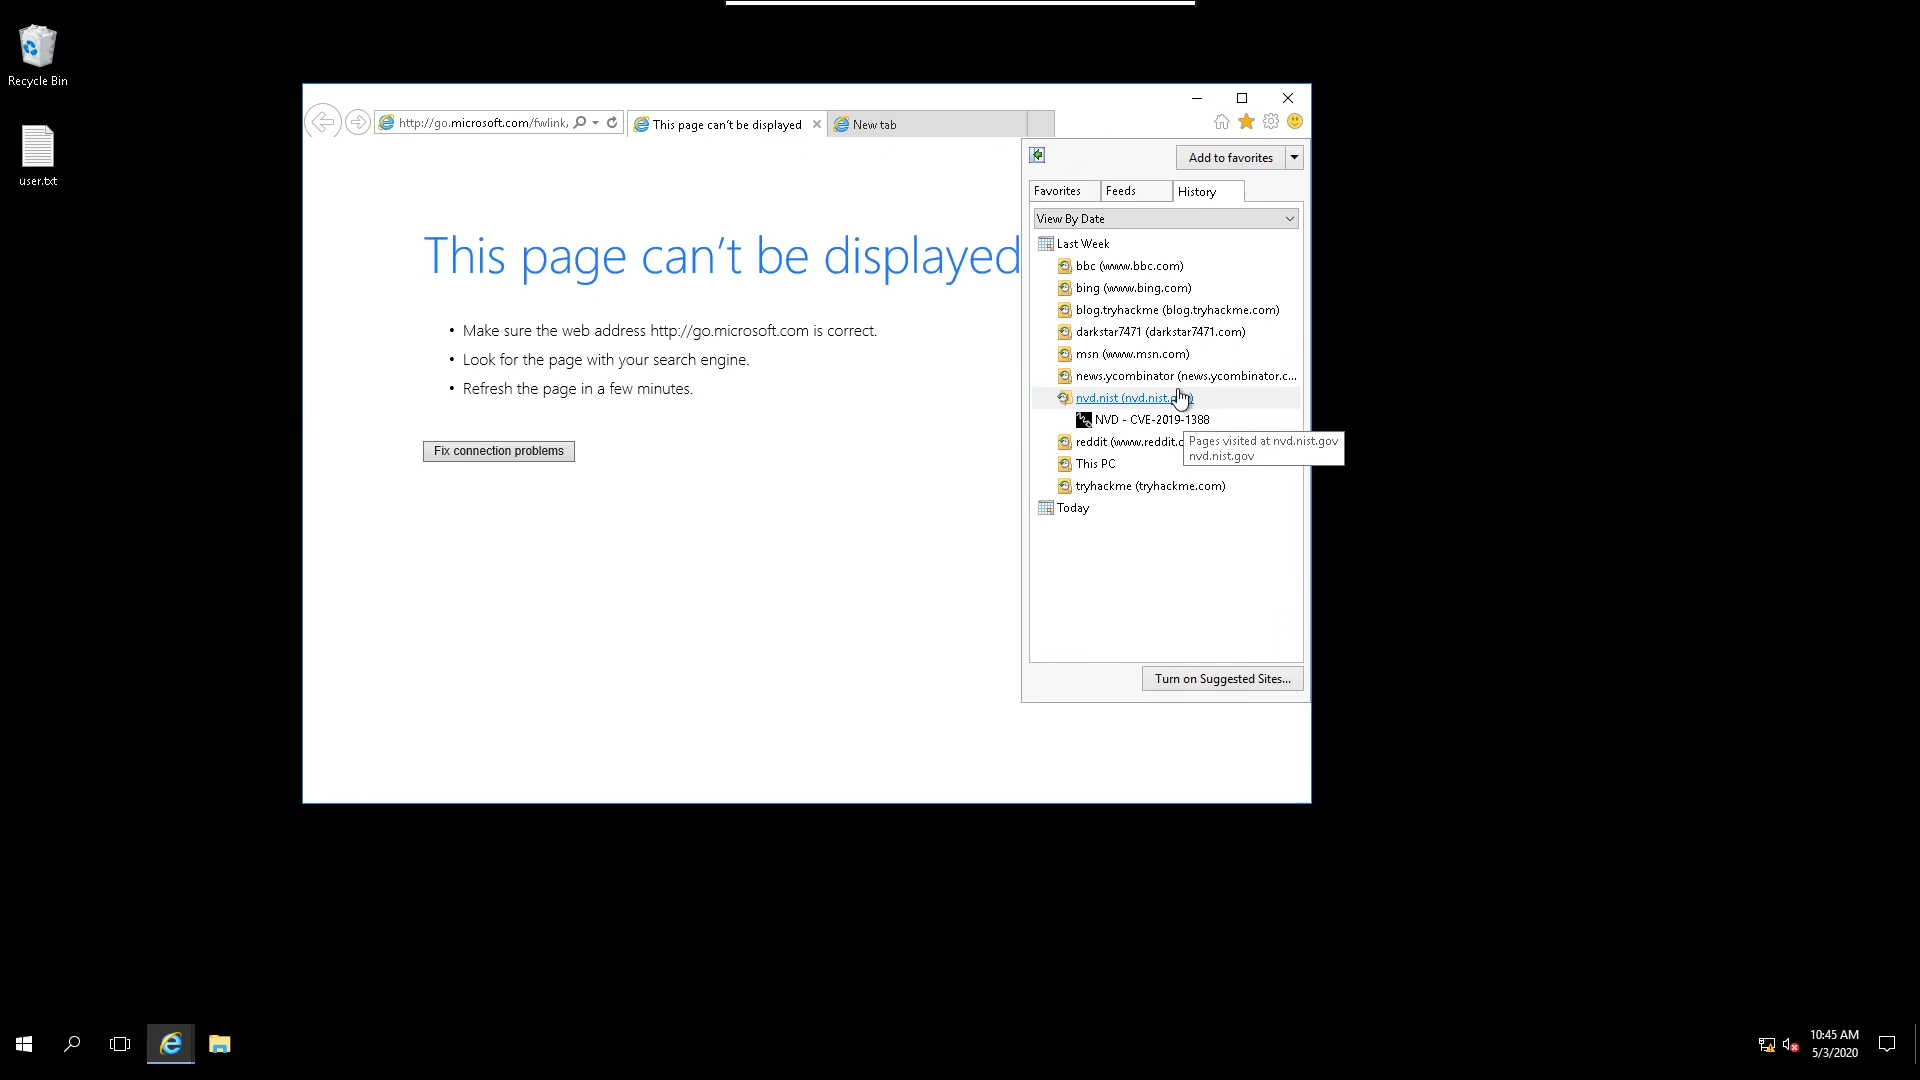 Recycle Bin
user.txt
http://go.microsoft.com/fwlink,
This page can't be displayed
New tab
Add to favorites
Favorites
Feeds
History
View By Date
Last Week
bbc (www.bbc.com)
bing (www.bing.com)
blog.tryhackme (blog.tryhackme.com)
darkstar7471 (darkstar7471.com)
msn (www.msn.com)
news.ycombinator (news.ycombinator.c...
nvd.nist (nvd.nist.
NVD - CVE-2019-1388
reddit (www.reddit.c
Pages visited at nvd.nist.gov
nvd.nist.gov
This PC
tryhackme (tryhackme.com)
Today
Turn on Suggested Sites...
This page can't be displayed
• Make sure the web address http://go.microsoft.com is correct.
• Look for the page with your search engine.
• Refresh the page in a few minutes.
Fix connection problems
10:45 AM
5/3/2020